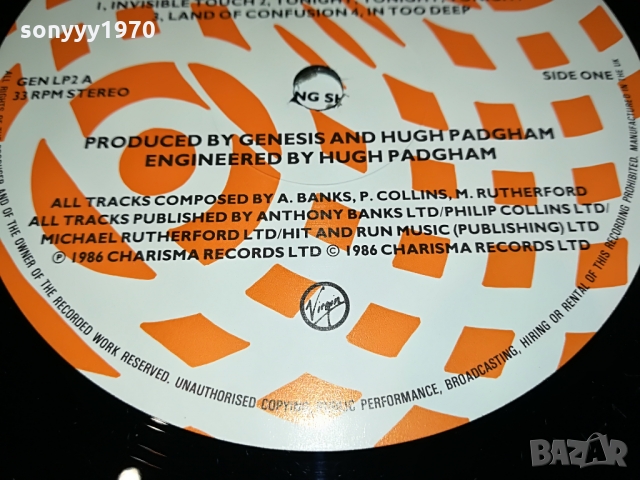 sonyyy1970
1, INVISIBLE TOUCH 2, TONIGHT, TONIGHT, TONIGHT
3, LAND OF CONFUSION 4, IN TOO DEEP
GEN LP2 A
33 RPM STEREO
SIDE ONE
PRODUCED BY GENESIS AND HUGH PADGHAM
ENGINEERED BY HUGH PADGHAM
ALL TRACKS COMPOSED BY A. BANKS, P. COLLINS, M. RUTHERFORD
ALL TRACKS PUBLISHED BY ANTHONY BANKS LTD/PHILIP COLLINS LTD/
MICHAEL RUTHERFORD LTD/HIT AND RUN MUSIC (PUBLISHING) LTD
℗ 1986 CHARISMA RECORDS LTD © 1986 CHARISMA RECORDS LTD
Virgin
AND OF THE OWNER OF THE RECORDED WORK RESERVED. UNAUTHORISED COPYING, PUBLIC PERFORMANCE, BROADCASTING, HIRING OR RENTAL OF THIS RECORDING PROHIBITED. MANUFACTURED IN THE UK
BAZAR